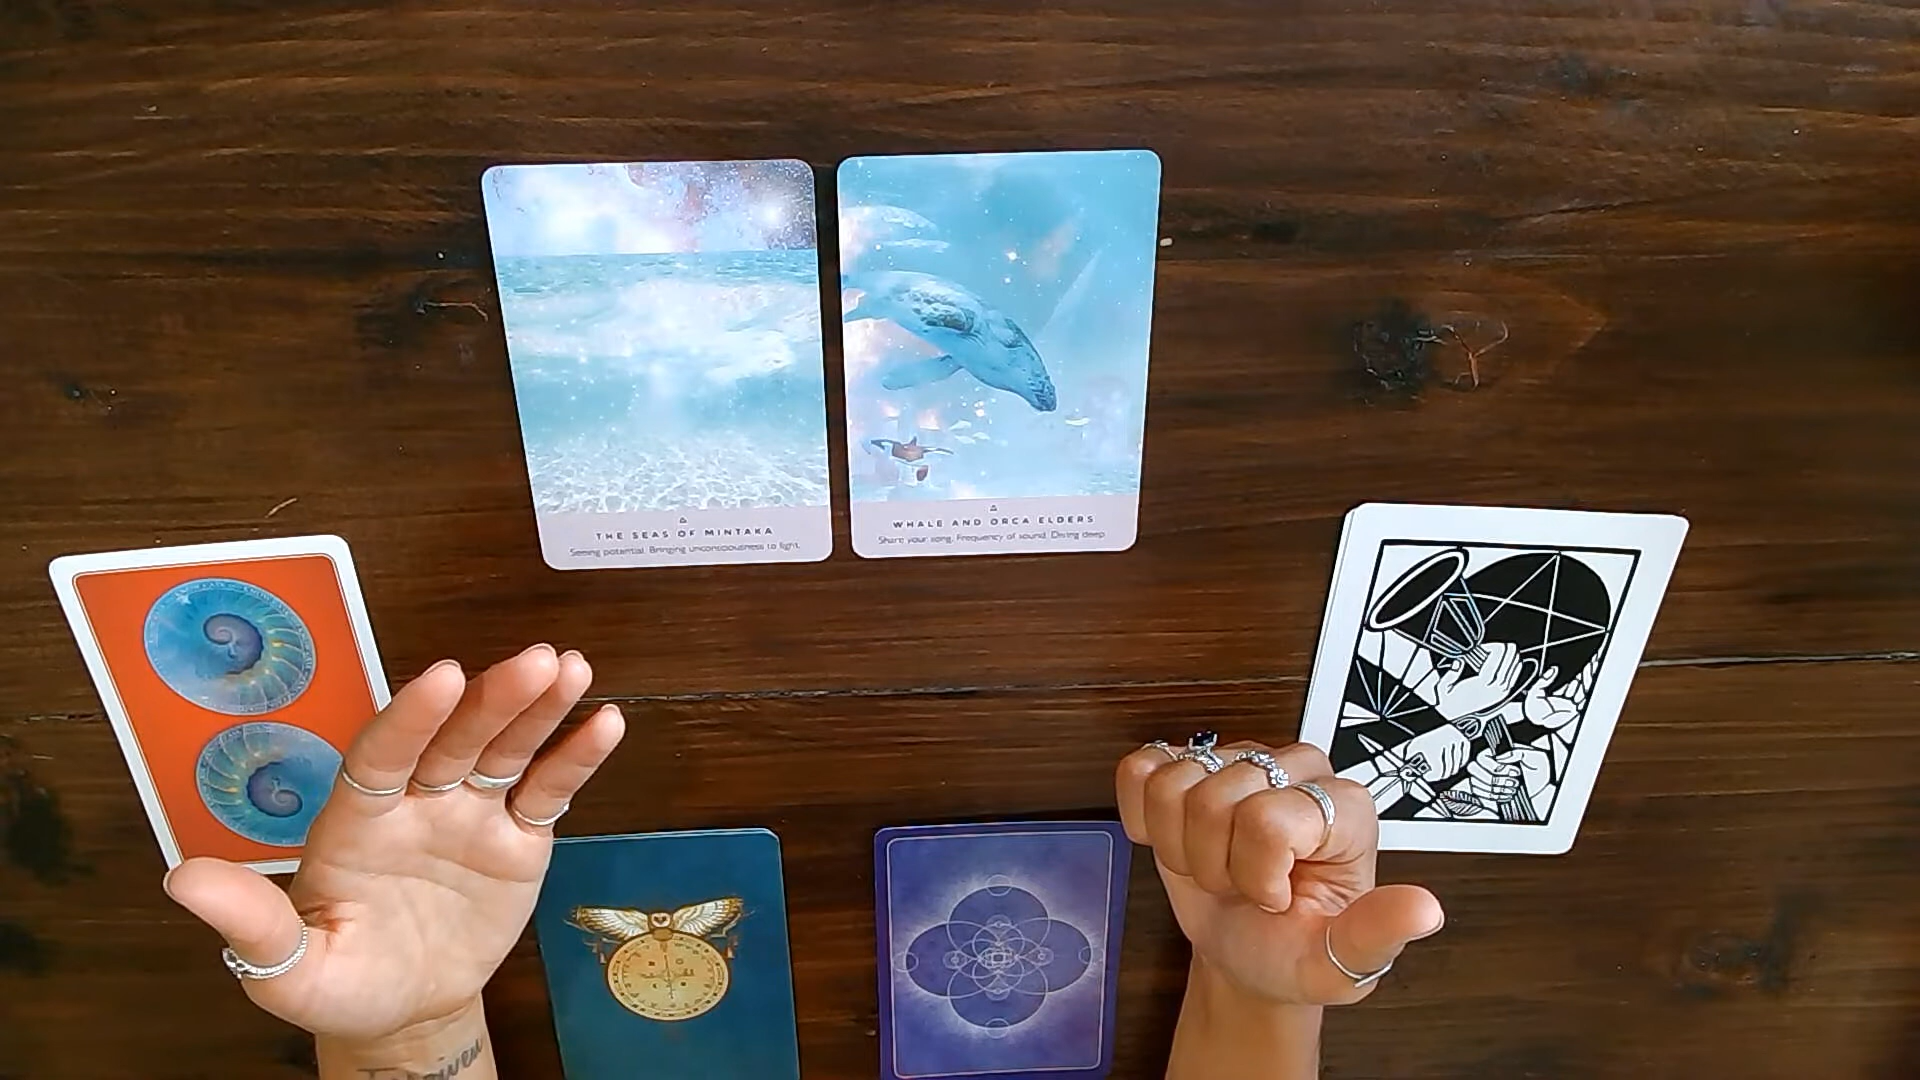 THE SEAS OF MINTAKA
Seeing potential. Bringing unconsciousness to light.
WHALE AND ORCA ELDERS
Share your song. Frequency of sound. Diving deep.